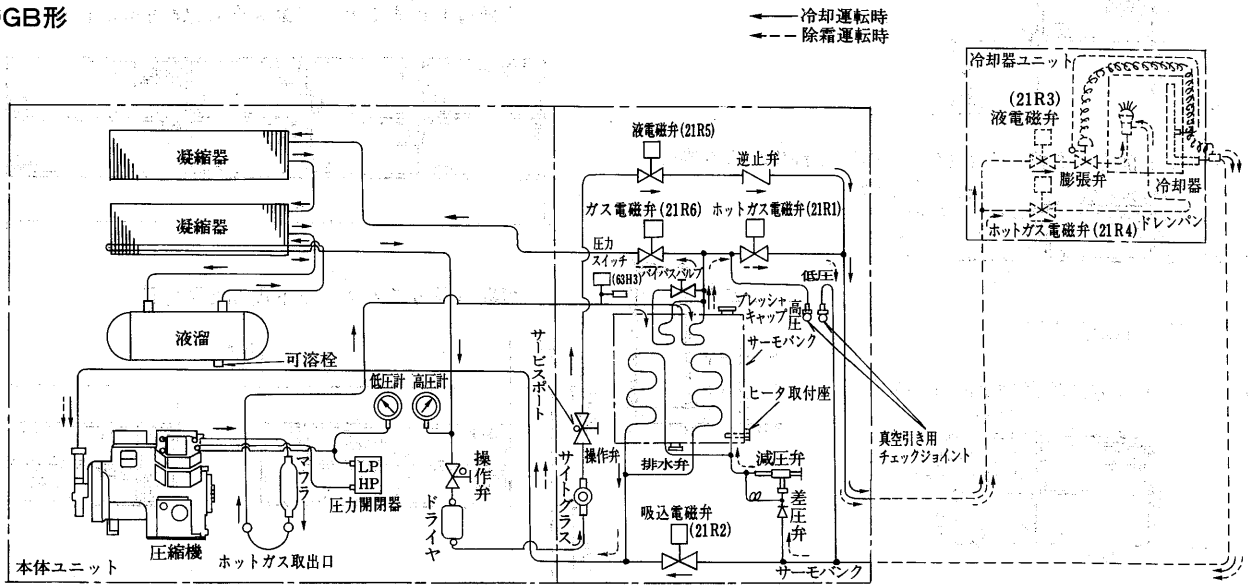 GB形
冷却運転時
除霜運転時
冷却器ユニット
(21R3)
液電磁弁
膨張弁
冷却器
ドレンパン
ホットガス電磁弁(21R4)
凝縮器
凝縮器
液溜
可溶栓
低圧計
高圧計
LP
HP
圧力開閉器
マフラ
圧縮機
ホットガス取出口
操作弁
ドライヤ
本体ユニット
液電磁弁(21R5)
逆止弁
ガス電磁弁(21R6)
ホットガス電磁弁(21R1)
圧力
スイッチ
(63H3)
バイパスバルブ
低圧
高圧
プレッシャ
キャップ
サーモバンク
ヒータ取付座
真空引き用
チェックジョイント
サービスポート
操作弁
サイトグラス
排水弁
減圧弁
差圧弁
吸込電磁弁
(21R2)
サーモバンク